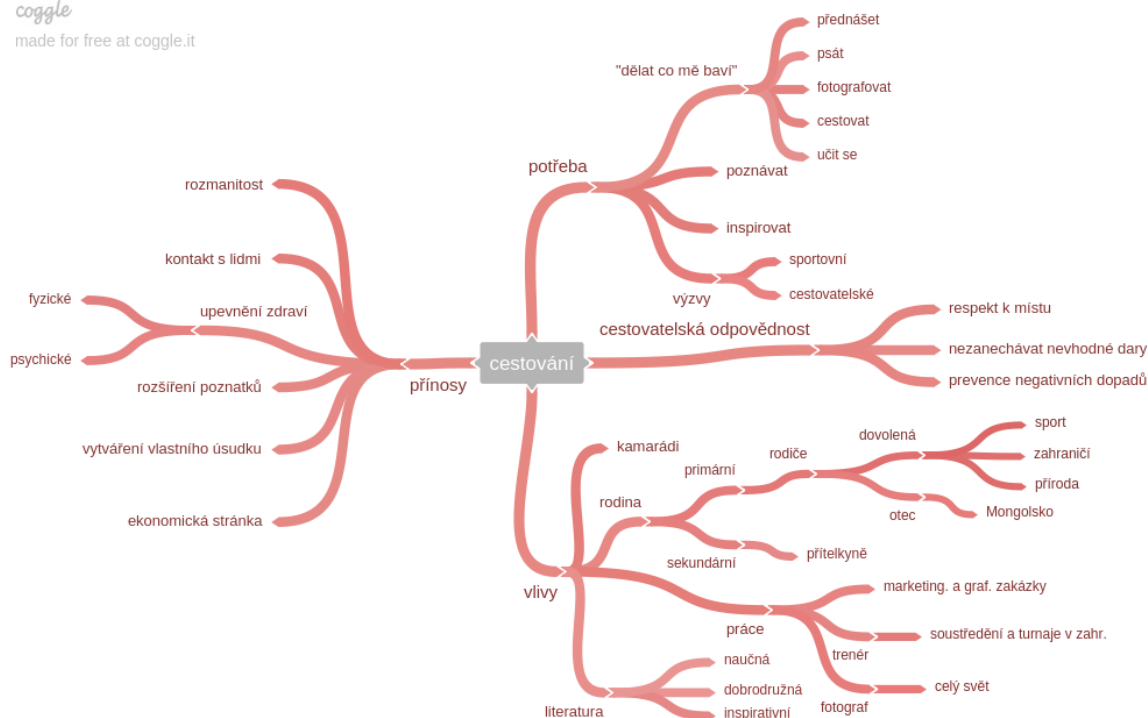 coggle
made for free at coggle.it
přednášet
psát
"dělat co mě baví"
fotografovat
cestovat
učit se
potřeba
poznávat
inspirovat
sportovní
výzvy
cestovatelské
rozmanitost
kontakt s lidmi
fyzické
upevnění zdraví
psychické
rozšíření poznatků
vytváření vlastního úsudku
ekonomická stránka
přínosy
cestování
cestovatelská odpovědnost
respekt k místu
nezanechávat nevhodné dary
prevence negativních dopadů
kamarádi
rodina
primární
rodiče
dovolená
sport
zahraničí
příroda
otec
Mongolsko
sekundární
přítelkyně
vlivy
práce
marketing. a graf. zakázky
trenér
soustředění a turnaje v zahr.
fotograf
celý svět
literatura
naučná
dobrodružná
inspirativní